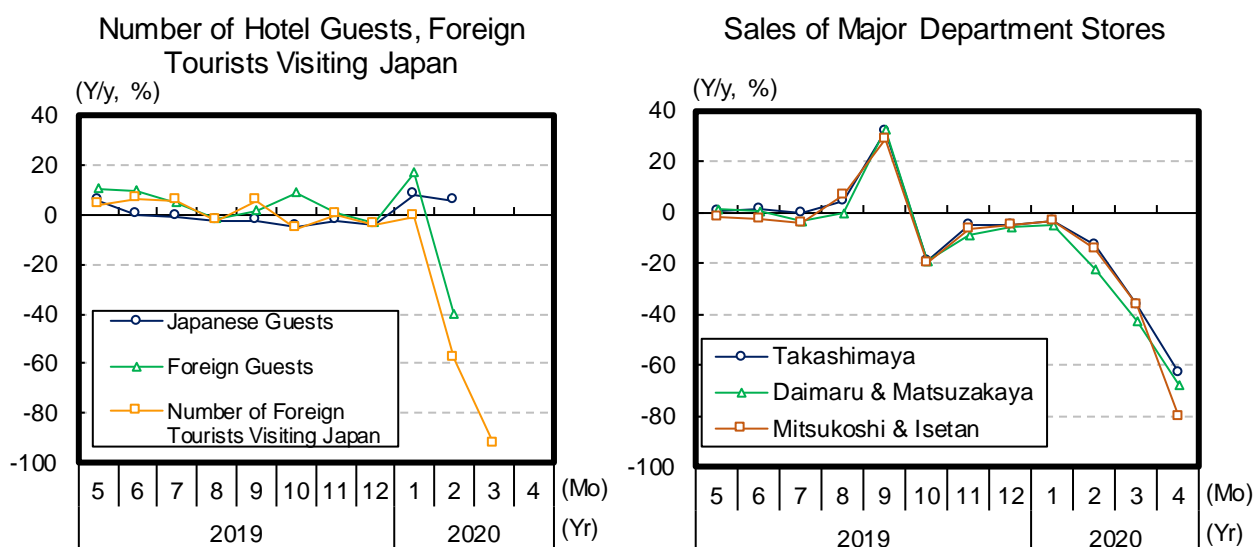 Number of Hotel Guests, Foreign
Tourists Visiting Japan
(Y/y, %)
40
20
0
-20
-40
-60
-80
-100
Japanese Guests
Foreign Guests
Number of Foreign
Tourists Visiting Japan
5 6 7 8 9 10 11 12 1 2 3 4 (Mo)
2019 2020 (Yr)
Sales of Major Department Stores
(Y/y, %)
40
20
0
-20
-40
-60
-80
-100
Takashimaya
Daimaru & Matsuzakaya
Mitsukoshi & Isetan
5 6 7 8 9 10 11 12 1 2 3 4 (Mo)
2019 2020 (Yr)